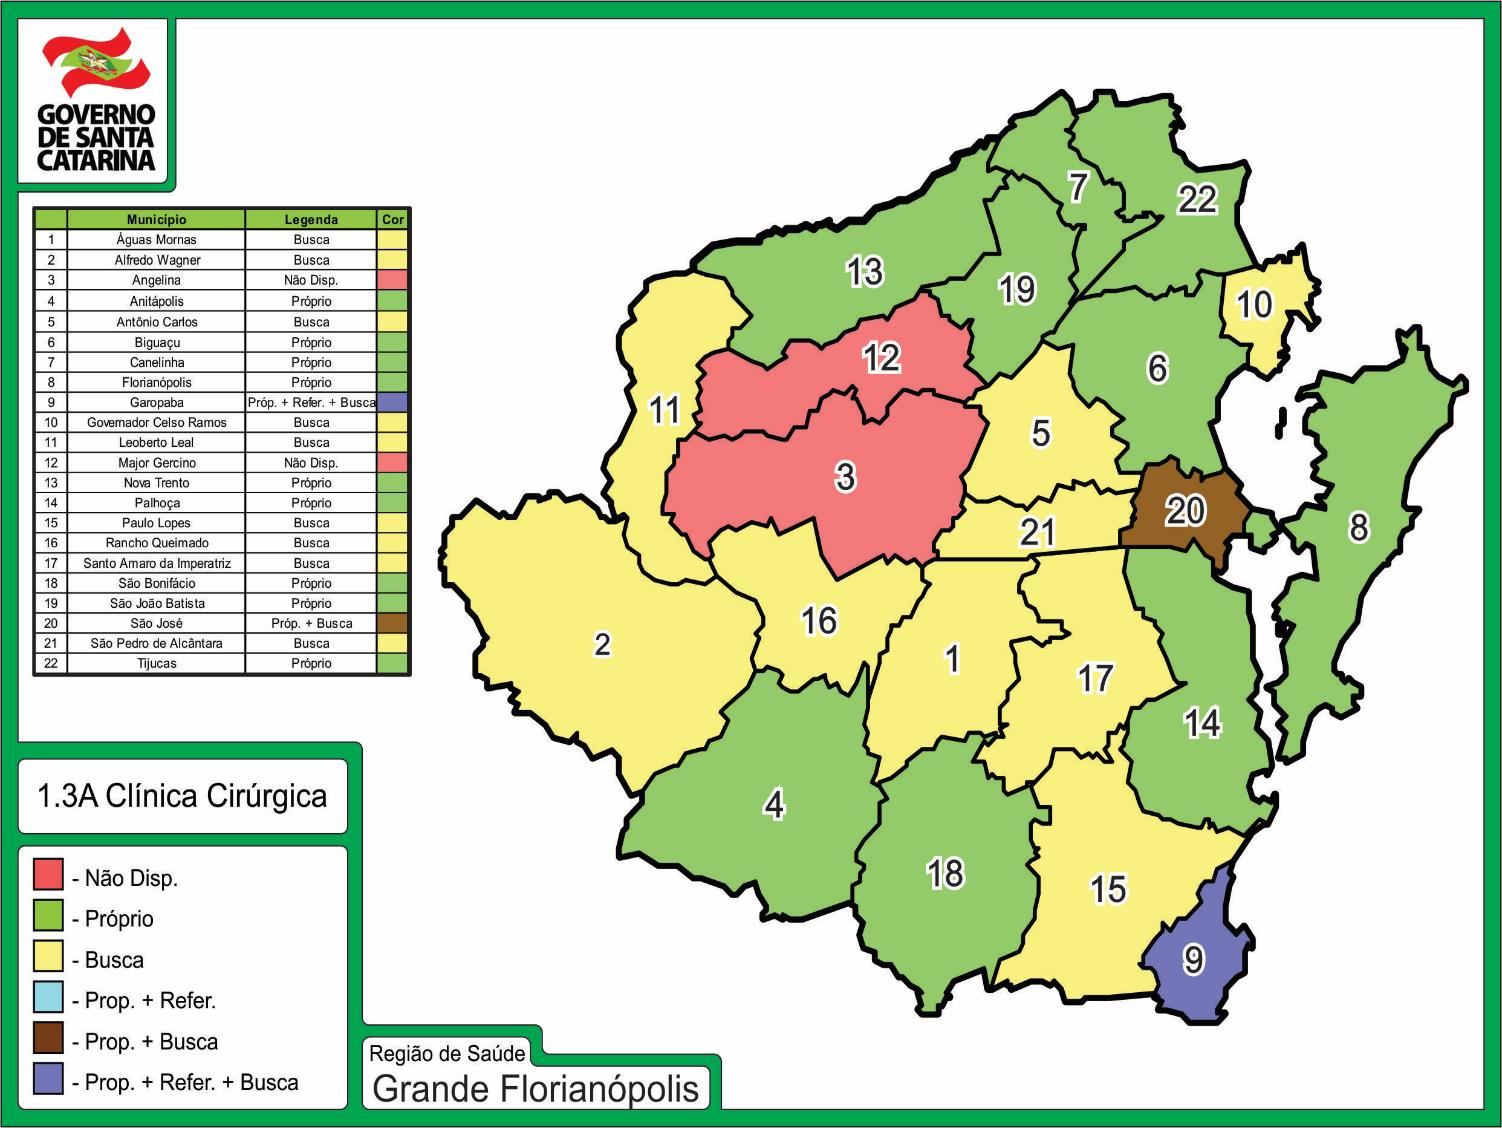 GOVERNO
DE SANTA
CATARINA
Município Legenda Cor
1 Águas Mornas Busca
2 Alfredo Wagner Busca
3 Angelina Não Disp.
4 Anitápolis Próprio
5 Antônio Carlos Busca
6 Biguaçu Próprio
7 Canelinha Próprio
8 Florianópolis Próprio
9 Garopaba Próp. + Refer. + Busca
10 Governador Celso Ramos Busca
11 Leoberto Leal Busca
12 Major Gercino Não Disp.
13 Nova Trento Próprio
14 Palhoça Próprio
15 Paulo Lopes Busca
16 Rancho Queimado Busca
17 Santo Amaro da Imperatriz Busca
18 São Bonifácio Próprio
19 São João Batista Próprio
20 São José Próp. + Busca
21 São Pedro de Alcântara Busca
22 Tijucas Próprio
7
22
13
19
10
12
6
11
5
3
20
21
8
16
2
1
17
14
4
18
15
9
1.3A Clínica Cirúrgica
- Não Disp.
- Próprio
- Busca
- Prop. + Refer.
- Prop. + Busca
- Prop. + Refer. + Busca
Região de Saúde
Grande Florianópolis